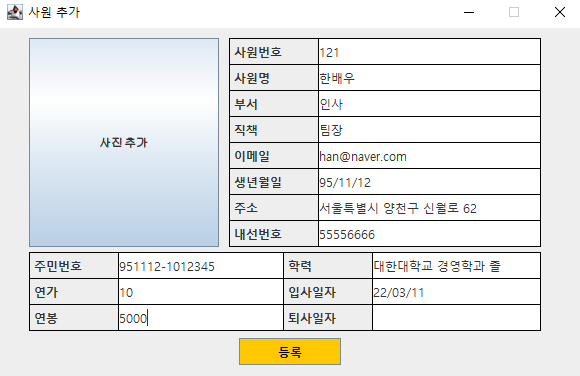 사원 추가
사진 추가
사원번호 121
사원명 한배우
부서 인사
직책 팀장
이메일 han@naver.com
생년월일 95/11/12
주소 서울특별시 양천구 신월로 62
내선번호 55556666
주민번호 951112-1012345 학력 대한대학교 경영학과 졸
연가 10 입사일자 22/03/11
연봉 5000 퇴사일자
등록